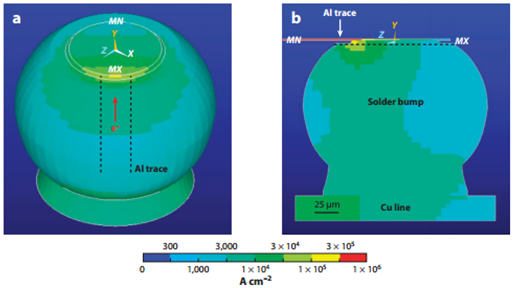 a
MN
Y
Z
X
MX
e-
Al trace
b
Al trace
Y
Z
MN
MX
Solder bump
25 µm
Cu line
300 3,000 3 × 10⁴ 3 × 10⁵
0 1,000 1 × 10⁴ 1 × 10⁵ 1 × 10⁶
A cm⁻²